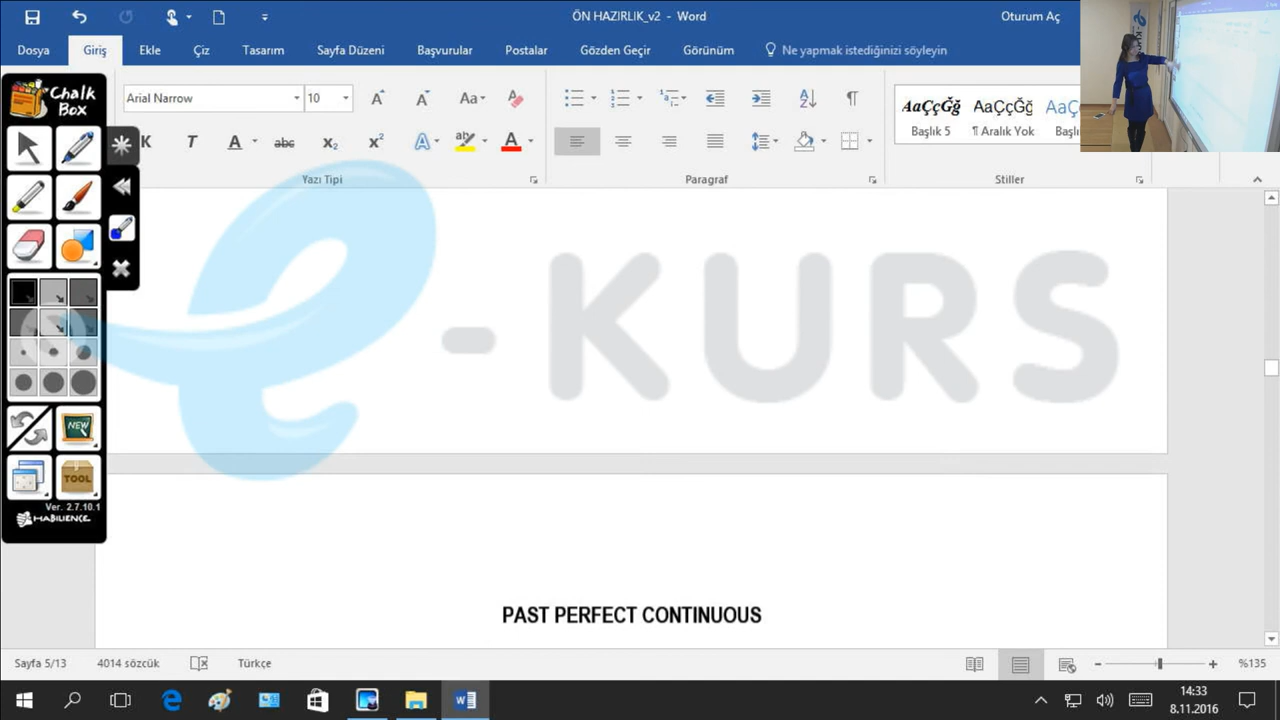 ÖN HAZIRLIK_v2 - Word
Oturum Aç
Dosya Giriş Ekle Çiz Tasarım Sayfa Düzeni Başvurular Postalar Gözden Geçir Görünüm Ne yapmak istediğinizi söyleyin
Chalk
Box
Arial Narrow 10 Aa
AaÇçĞğ AaÇçĞğ AaÇç
K T A abc x₂ x² A aby A
Başlık 5 ¶ Aralık Yok Başlı
Yazı Tipi Paragraf Stiller
e-KURS
NEW
TOOL
Ver. 2.7.10.1
HABILIENCE
PAST PERFECT CONTINUOUS
Sayfa 5/13 4014 sözcük Türkçe %135
14:33
8.11.2016